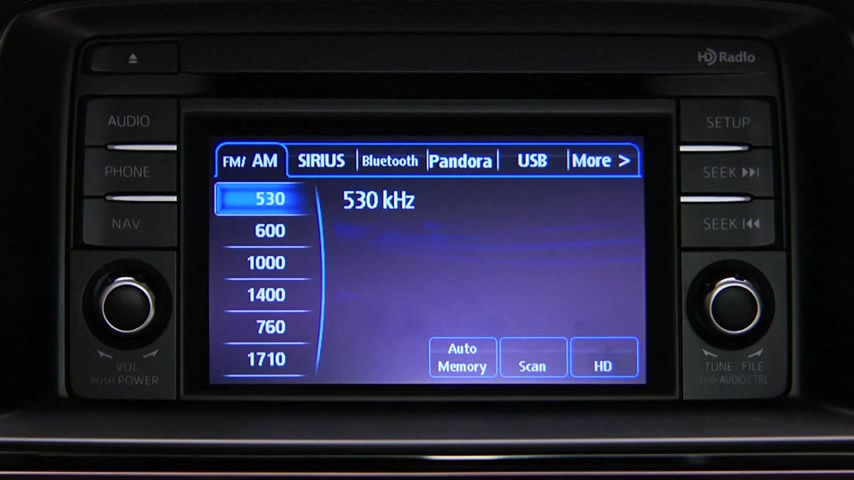 HD Radio
AUDIO
PHONE
NAV
VOL
PUSH POWER
FM/ AM SIRIUS Bluetooth Pandora USB More >
530
600
1000
1400
760
1710
530 kHz
Auto Memory
Scan
HD
SETUP
SEEK
SEEK
TUNE · FILE
PUSH AUDIO CTRL